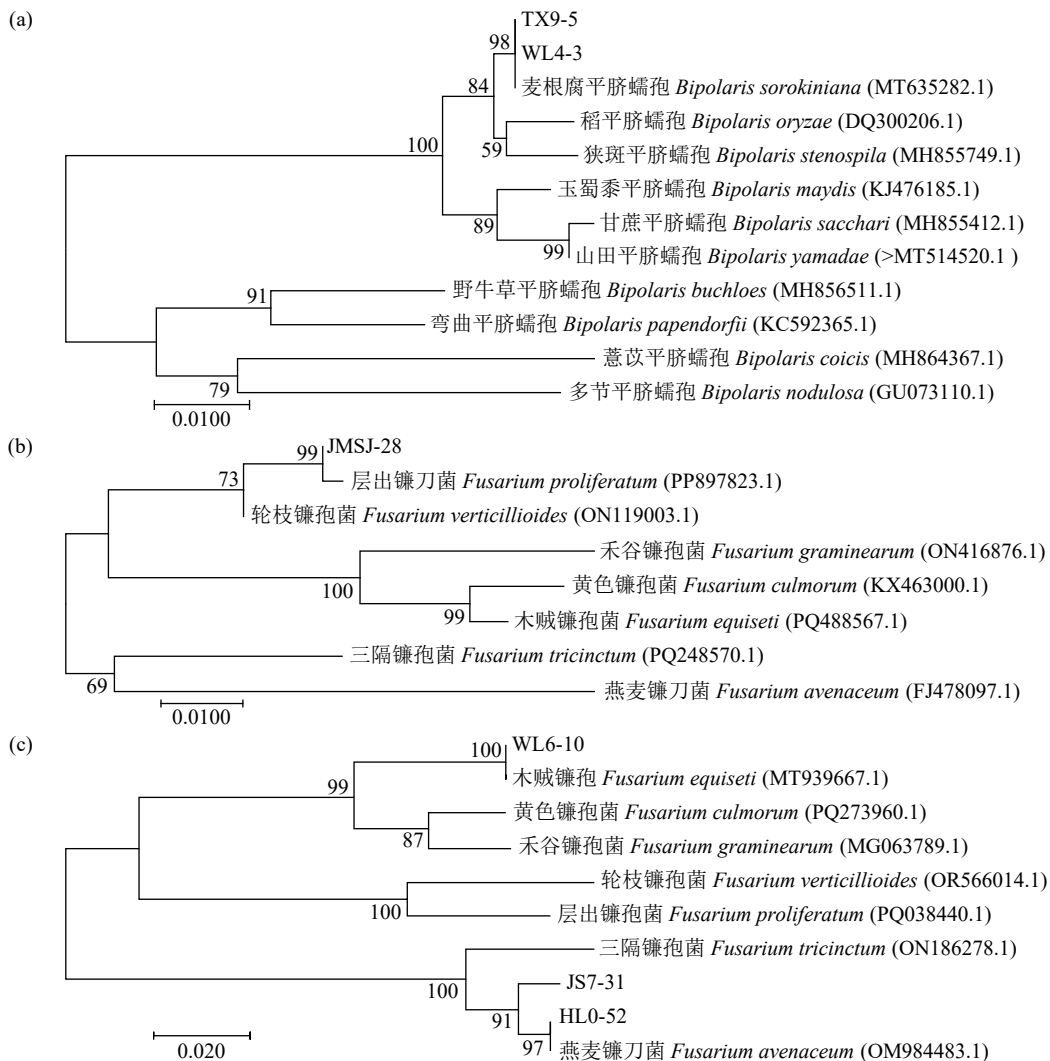 (a)
TX9-5
98
WL4-3
84
麦根腐平脐蠕孢 Bipolaris sorokiniana (MT635282.1)
稻平脐蠕孢 Bipolaris oryzae (DQ300206.1)
100
59
狭斑平脐蠕孢 Bipolaris stenospila (MH855749.1)
玉蜀黍平脐蠕孢 Bipolaris maydis (KJ476185.1)
89
甘蔗平脐蠕孢 Bipolaris sacchari (MH855412.1)
99
山田平脐蠕孢 Bipolaris yamadae (>MT514520.1 )
91
野牛草平脐蠕孢 Bipolaris buchloes (MH856511.1)
弯曲平脐蠕孢 Bipolaris papendorfii (KC592365.1)
薏苡平脐蠕孢 Bipolaris coicis (MH864367.1)
79
多节平脐蠕孢 Bipolaris nodulosa (GU073110.1)
0.0100
(b)
JMSJ-28
99
73
层出镰刀菌 Fusarium proliferatum (PP897823.1)
轮枝镰孢菌 Fusarium verticillioides (ON119003.1)
禾谷镰孢菌 Fusarium graminearum (ON416876.1)
100
黄色镰孢菌 Fusarium culmorum (KX463000.1)
99
木贼镰孢菌 Fusarium equiseti (PQ488567.1)
三隔镰孢菌 Fusarium tricinctum (PQ248570.1)
69
燕麦镰刀菌 Fusarium avenaceum (FJ478097.1)
0.0100
(c)
WL6-10
100
99
木贼镰孢 Fusarium equiseti (MT939667.1)
黄色镰孢菌 Fusarium culmorum (PQ273960.1)
87
禾谷镰孢菌 Fusarium graminearum (MG063789.1)
轮枝镰孢菌 Fusarium verticillioides (OR566014.1)
100
层出镰孢菌 Fusarium proliferatum (PQ038440.1)
三隔镰孢菌 Fusarium tricinctum (ON186278.1)
100
JS7-31
91
HL0-52
97
燕麦镰刀菌 Fusarium avenaceum (OM984483.1)
0.020